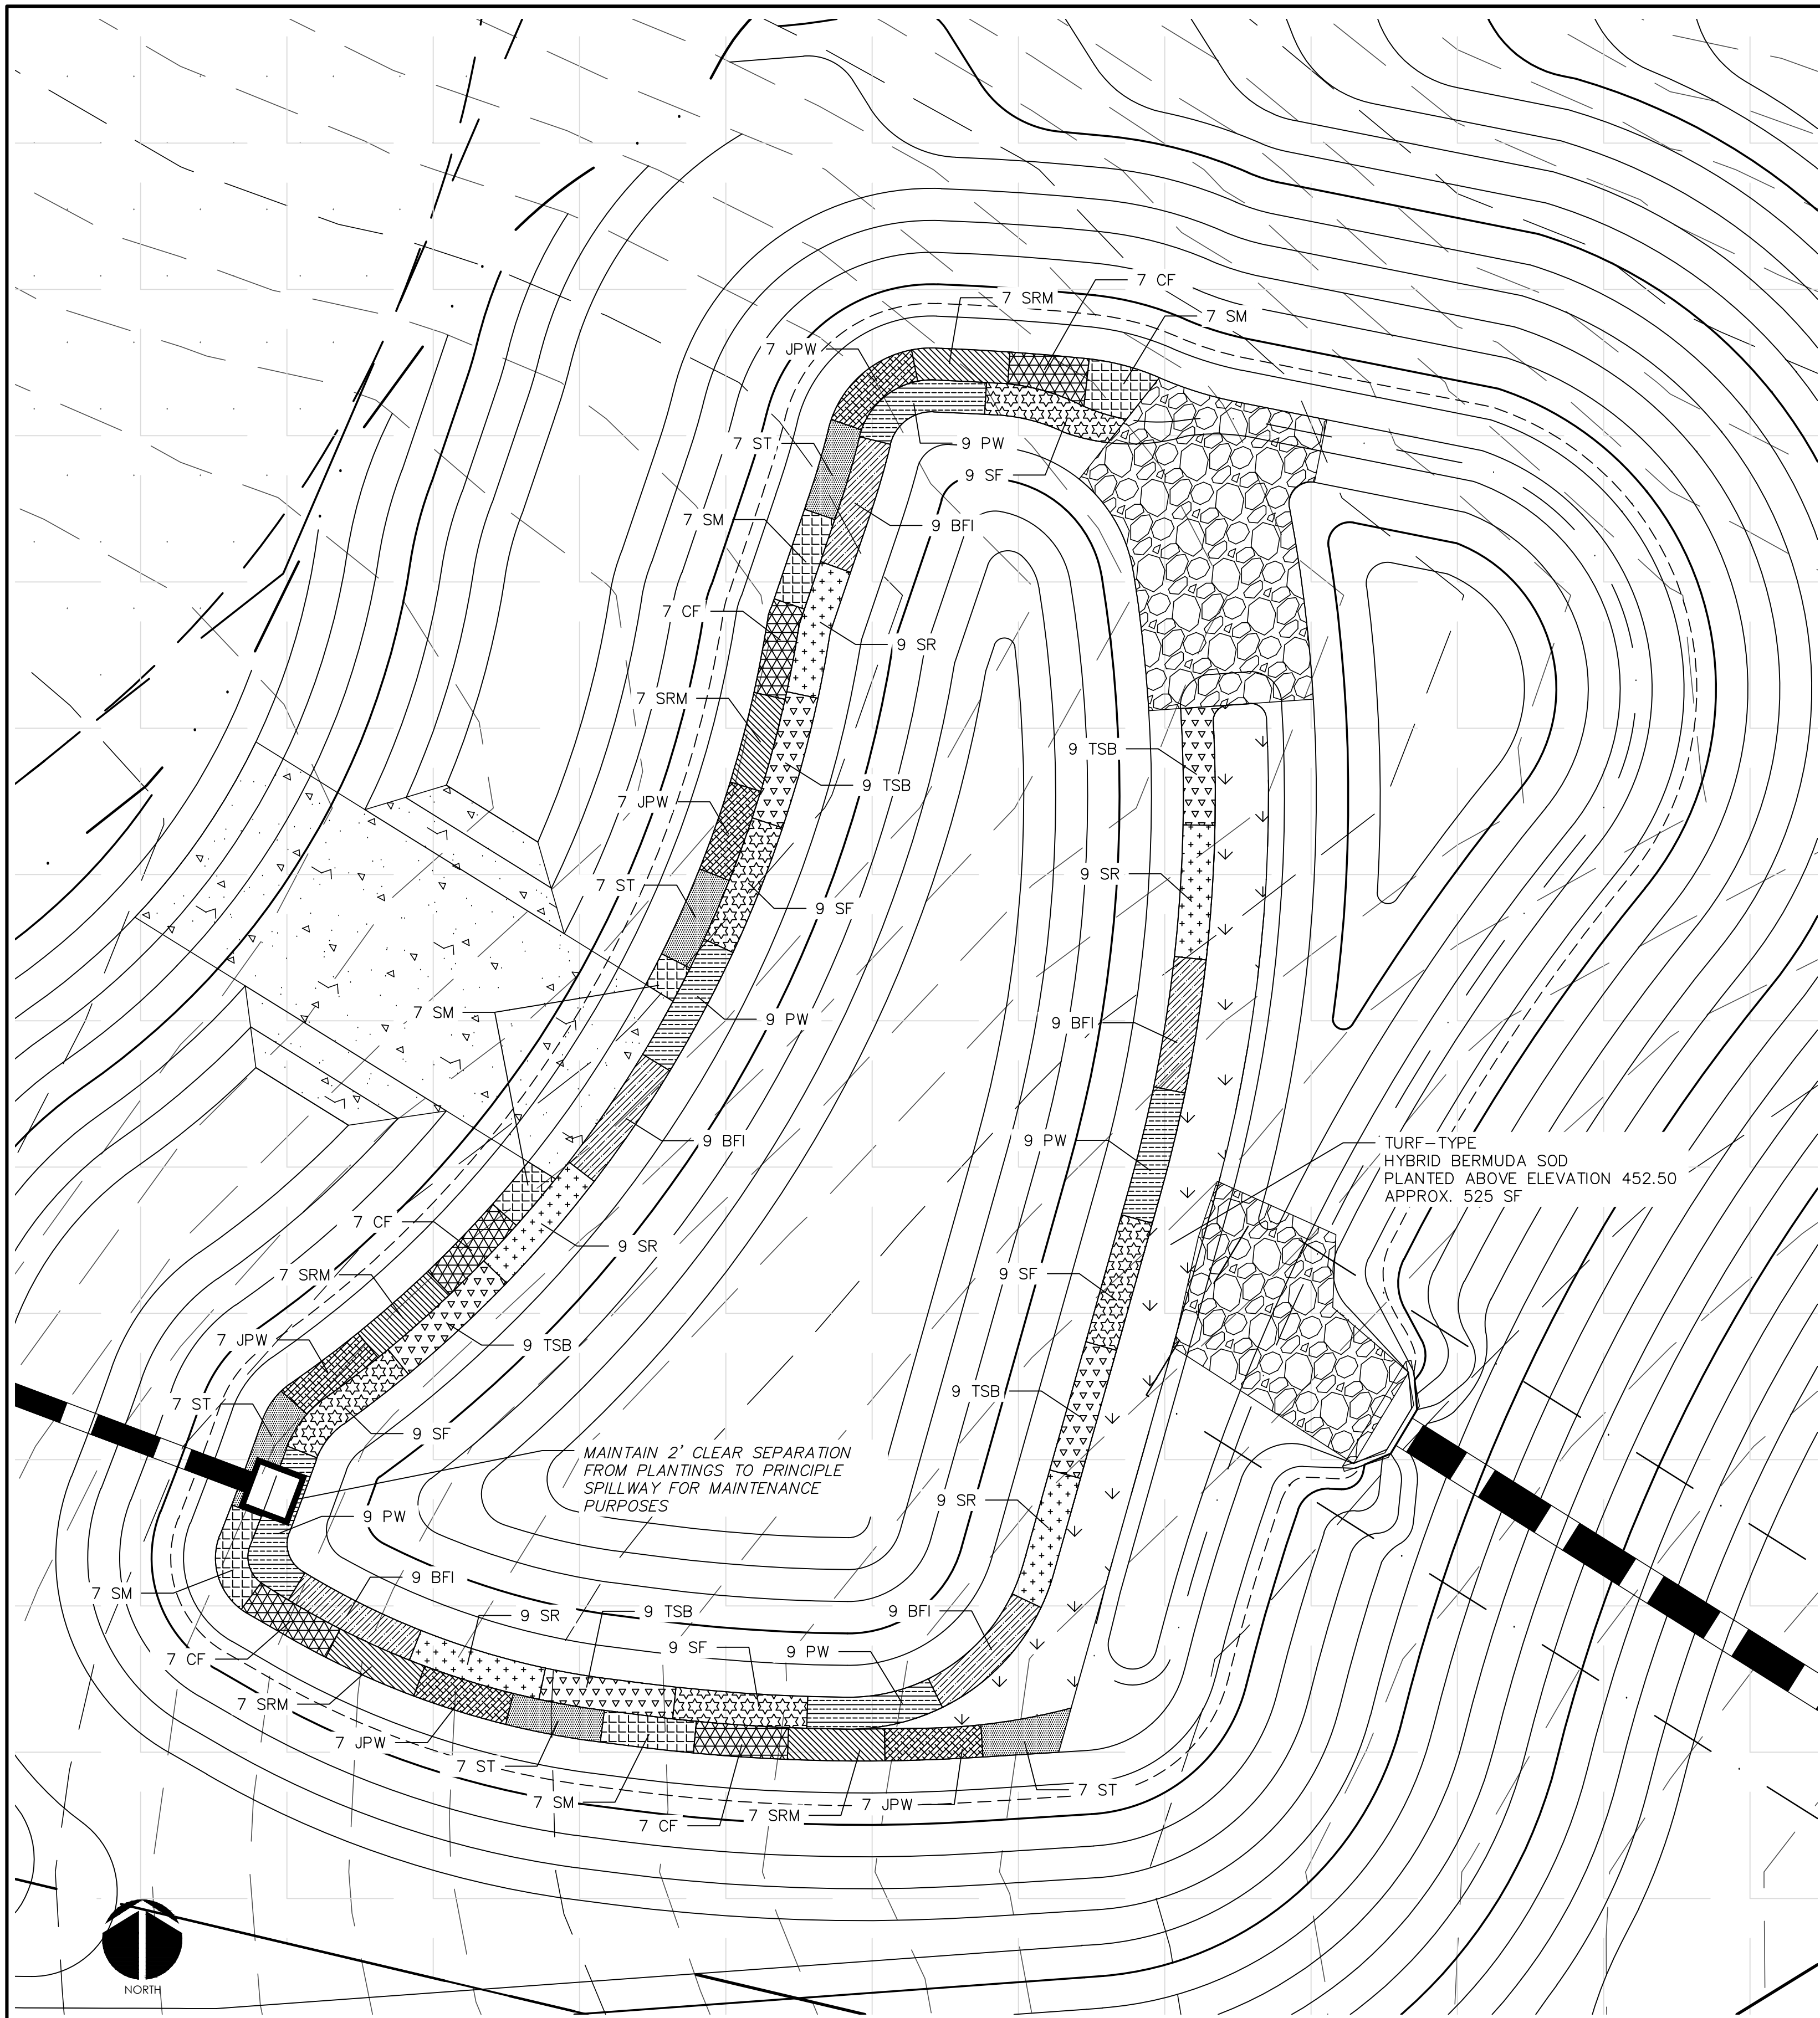 7 CF
7 SRM
7 SM
7 JPW
7 ST
9 PW
9 SF
7 SM
9 BFI
7 CF
9 SR
7 SRM
9 TSB
9 TSB
7 JPW
9 SR
7 ST
9 SF
7 SM
9 PW
9 BFI
9 BFI
9 PW
TURF-TYPE
HYBRID BERMUDA SOD
PLANTED ABOVE ELEVATION 452.50
APPROX. 525 SF
7 CF
9 SR
7 SRM
9 SF
7 JPW
9 TSB
9 TSB
7 ST
9 SF
MAINTAIN 2' CLEAR SEPARATION
FROM PLANTINGS TO PRINCIPLE
SPILLWAY FOR MAINTENANCE
PURPOSES
9 SR
9 PW
9 BFI
7 SM
9 SR
9 TSB
9 BFI
9 SF
9 PW
7 CF
7 SRM
7 JPW
7 ST
7 ST
7 SM
7 JPW
7 SRM
7 CF
NORTH